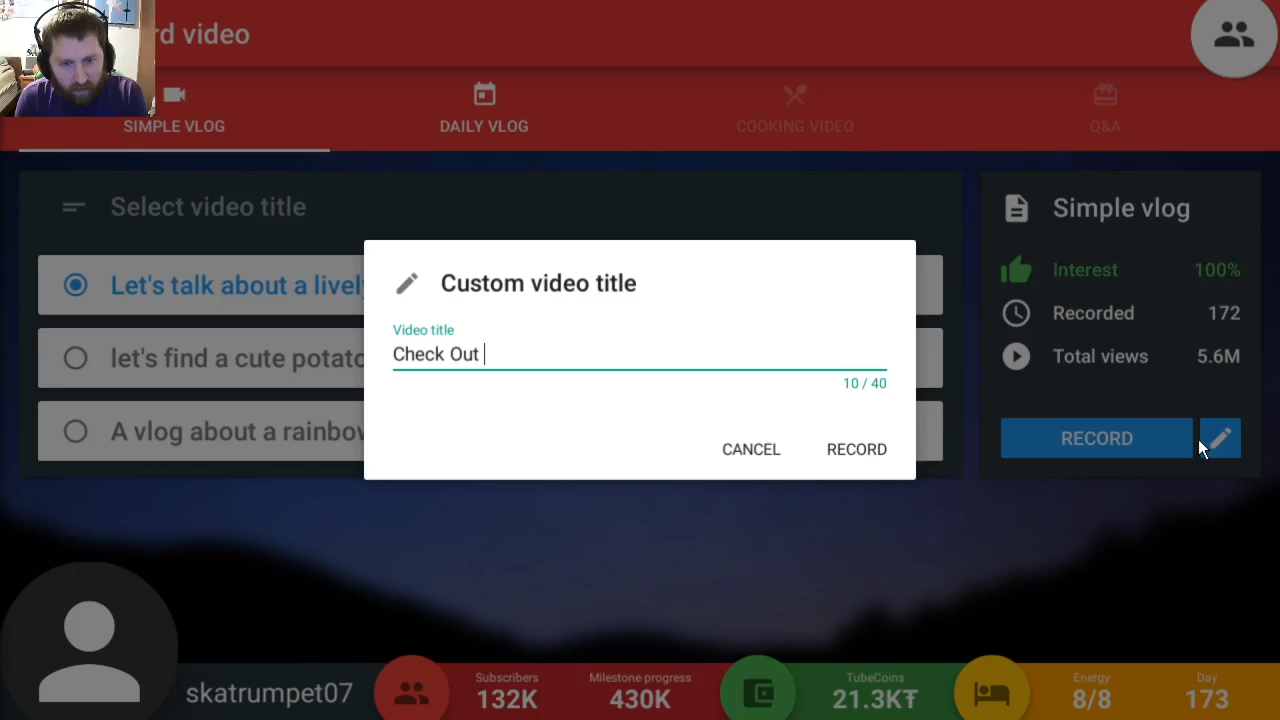 rd video
SIMPLE VLOG
DAILY VLOG
COOKING VIDEO
Q&A
Select video title
Let's talk about a lively
let's find a cute potato
A vlog about a rainbow
Custom video title
Video title
Check Out
10 / 40
CANCEL
RECORD
Simple vlog
Interest 100%
Recorded 172
Total views 5.6M
RECORD
skatrumpet07
Subscribers
132K
Milestone progress
430K
TubeCoins
21.3KŦ
Energy
8/8
Day
173